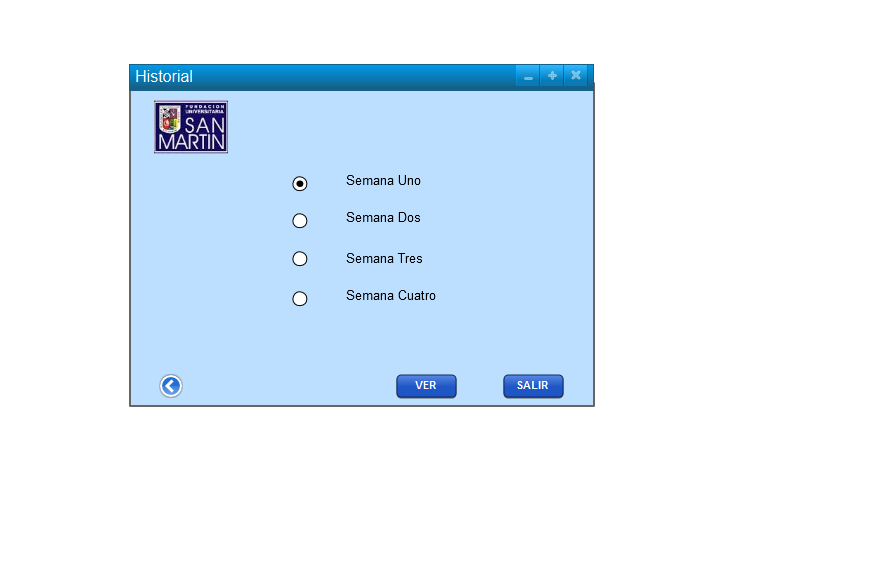 Historial
FUNDACION
UNIVERSITARIA
SAN
MARTIN
Semana Uno
Semana Dos
Semana Tres
Semana Cuatro
VER
SALIR